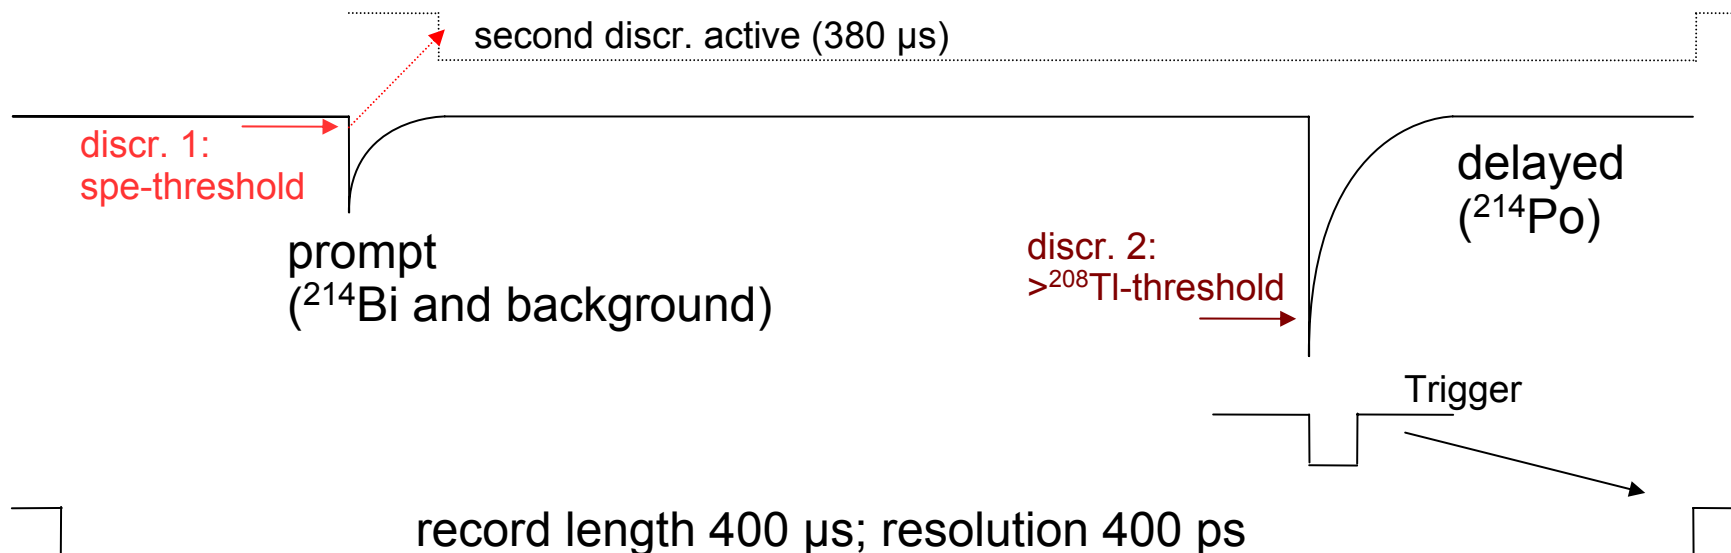 second discr. active (380 µs)
discr. 1:
spe-threshold
prompt
(²¹⁴Bi and background)
discr. 2:
>²⁰⁸Tl-threshold
delayed
(²¹⁴Po)
Trigger
record length 400 µs; resolution 400 ps